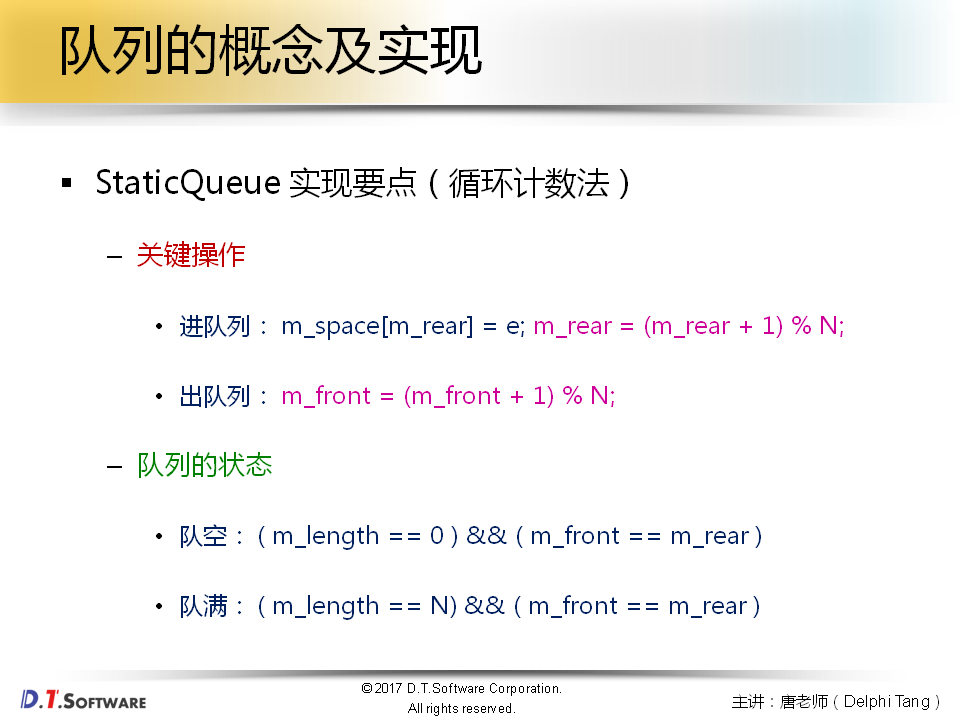 队列的概念及实现
▪ StaticQueue 实现要点（循环计数法）
– 关键操作
• 进队列： m_space[m_rear] = e; m_rear = (m_rear + 1) % N;
• 出队列： m_front = (m_front + 1) % N;
– 队列的状态
• 队空：（ m_length == 0 ) && ( m_front == m_rear ）
• 队满：（ m_length == N) && ( m_front == m_rear ）
D.T.SOFTWARE
©2017 D.T.Software Corporation.
All rights reserved.
主讲：唐老师（Delphi Tang）